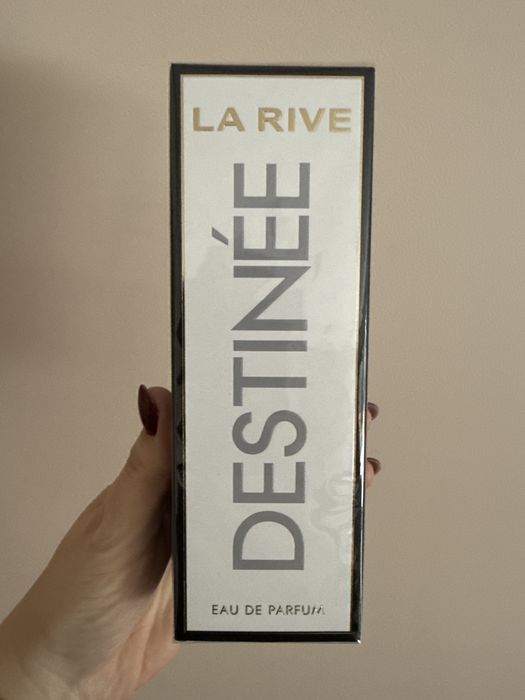 LA RIVE
DESTINÉE
EAU DE PARFUM